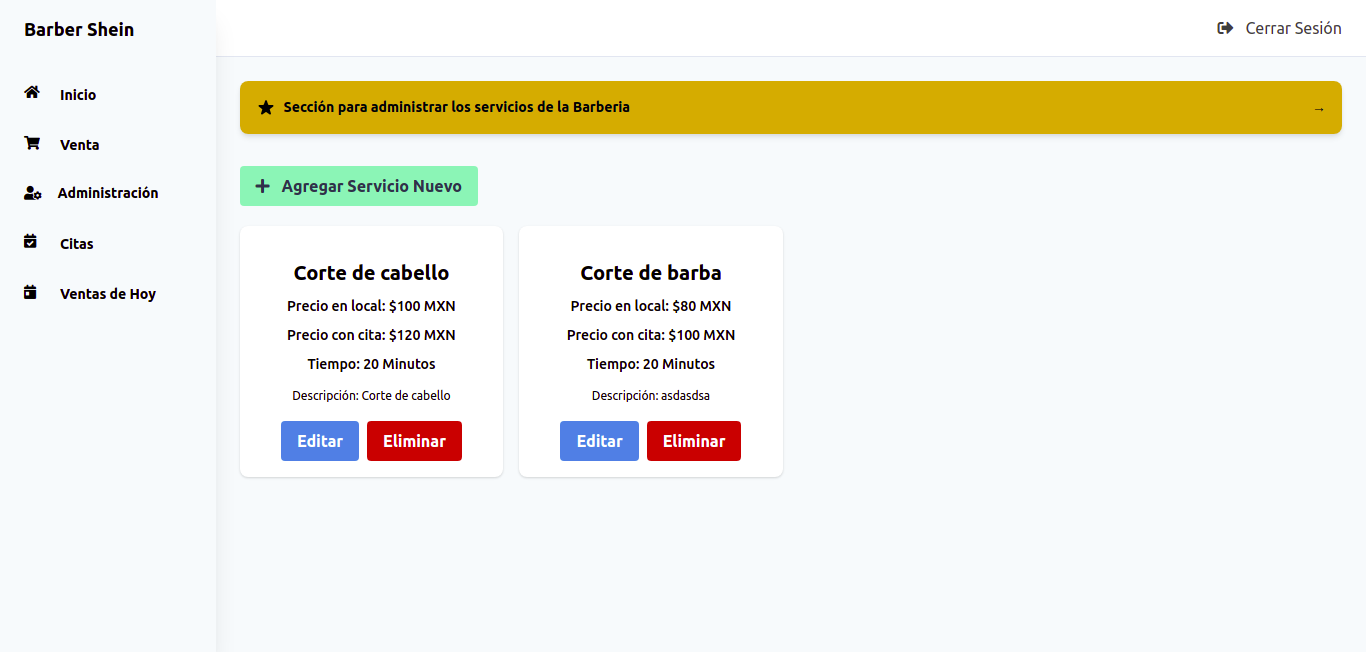 Barber Shein
Cerrar Sesión
Inicio
Venta
Administración
Citas
Ventas de Hoy
Sección para administrar los servicios de la Barberia →
Agregar Servicio Nuevo
Corte de cabello
Precio en local: $100 MXN
Precio con cita: $120 MXN
Tiempo: 20 Minutos
Descripción: Corte de cabello
Editar Eliminar
Corte de barba
Precio en local: $80 MXN
Precio con cita: $100 MXN
Tiempo: 20 Minutos
Descripción: asdasdsa
Editar Eliminar